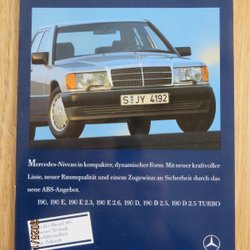 S·JY 4192
Mercedes-Niveau in kompakter, dynamischer Form. Mit neuer kraftvoller
Linie, neuer Raumqualität und einem Zugewinn an Sicherheit durch das
neue ABS-Angebot.
190, 190 E, 190 E 2.3, 190 E 2.6, 190 D, 190 D 2.5, 190 D 2.5 TURBO